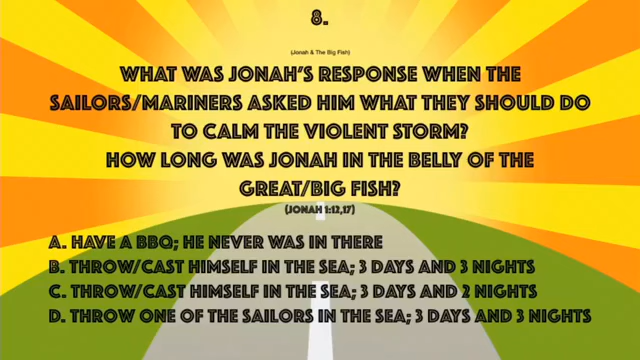 8.
(Jonah & The Big Fish)
WHAT WAS JONAH'S RESPONSE WHEN THE
SAILORS/MARINERS ASKED HIM WHAT THEY SHOULD DO
TO CALM THE VIOLENT STORM?
HOW LONG WAS JONAH IN THE BELLY OF THE
GREAT/BIG FISH?
(JONAH 1:12,17)
A. HAVE A BBQ; HE NEVER WAS IN THERE
B. THROW/CAST HIMSELF IN THE SEA; 3 DAYS AND 3 NIGHTS
C. THROW/CAST HIMSELF IN THE SEA; 3 DAYS AND 2 NIGHTS
D. THROW ONE OF THE SAILORS IN THE SEA; 3 DAYS AND 3 NIGHTS